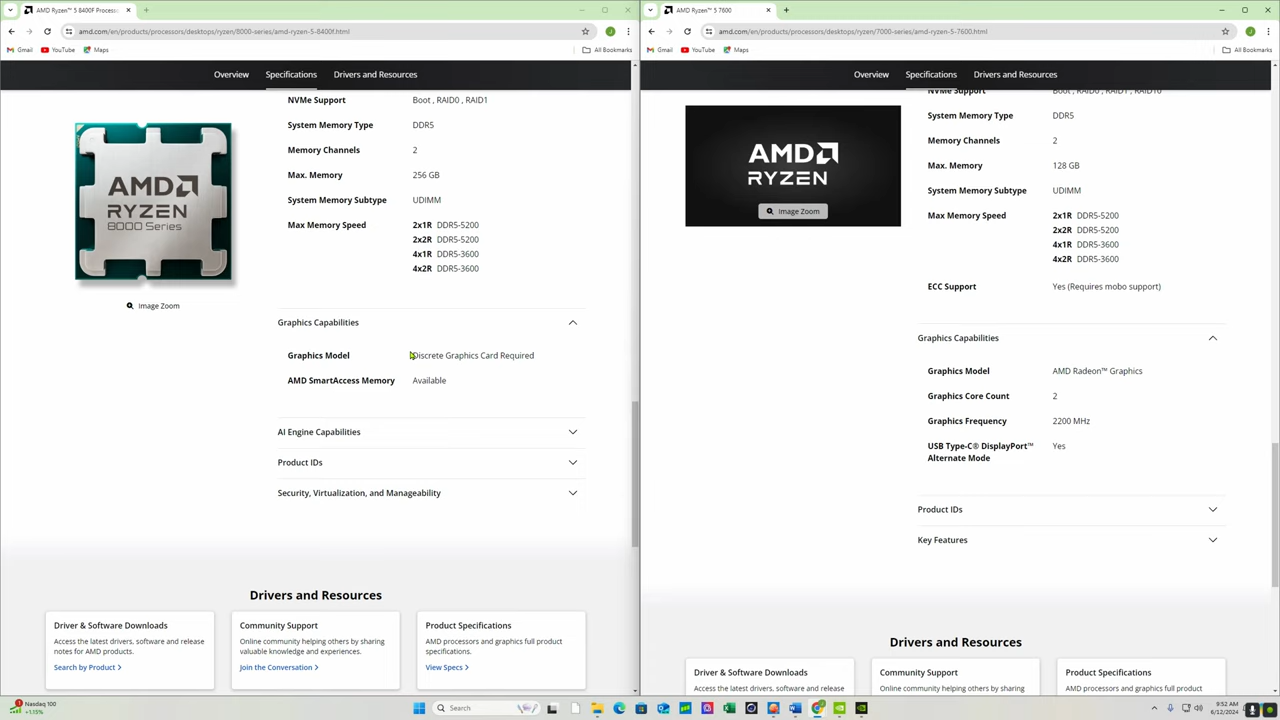 AMD Ryzen™ 5 8400F Process
amd.com/en/products/processors/desktops/ryzen/8000-series/amd-ryzen-5-8400f.html
Gmail YouTube Maps All Bookmarks
Overview Specifications Drivers and Resources
AMD
RYZEN
8000 Series
Image Zoom
NVMe Support Boot , RAID0 , RAID1
System Memory Type DDR5
Memory Channels 2
Max. Memory 256 GB
System Memory Subtype UDIMM
Max Memory Speed 2x1R DDR5-5200
2x2R DDR5-5200
4x1R DDR5-3600
4x2R DDR5-3600
Graphics Capabilities
Graphics Model Discrete Graphics Card Required
AMD SmartAccess Memory Available
AI Engine Capabilities
Product IDs
Security, Virtualization, and Manageability
Drivers and Resources
Driver & Software Downloads
Access the latest drivers, software and release
notes for AMD products.
Search by Product >
Community Support
Online community helping others by sharing
valuable knowledge and experiences.
Join the Conversation >
Product Specifications
AMD processors and graphics full product
specifications.
View Specs >
AMD Ryzen™ 5 7600
amd.com/en/products/processors/desktops/ryzen/7000-series/amd-ryzen-5-7600.html
Gmail YouTube Maps All Bookmarks
Overview Specifications Drivers and Resources
AMD
RYZEN
Image Zoom
NVMe Support Boot , RAID0 , RAID1 , RAID10
System Memory Type DDR5
Memory Channels 2
Max. Memory 128 GB
System Memory Subtype UDIMM
Max Memory Speed 2x1R DDR5-5200
2x2R DDR5-5200
4x1R DDR5-3600
4x2R DDR5-3600
ECC Support Yes (Requires mobo support)
Graphics Capabilities
Graphics Model AMD Radeon™ Graphics
Graphics Core Count 2
Graphics Frequency 2200 MHz
USB Type-C® DisplayPort™ Yes
Alternate Mode
Product IDs
Key Features
Drivers and Resources
Driver & Software Downloads
Access the latest drivers, software and release
Community Support
Online community helping others by sharing
Product Specifications
AMD processors and graphics full product
Nasdaq 100
+1.15%
Search
9:52 AM
6/12/2024